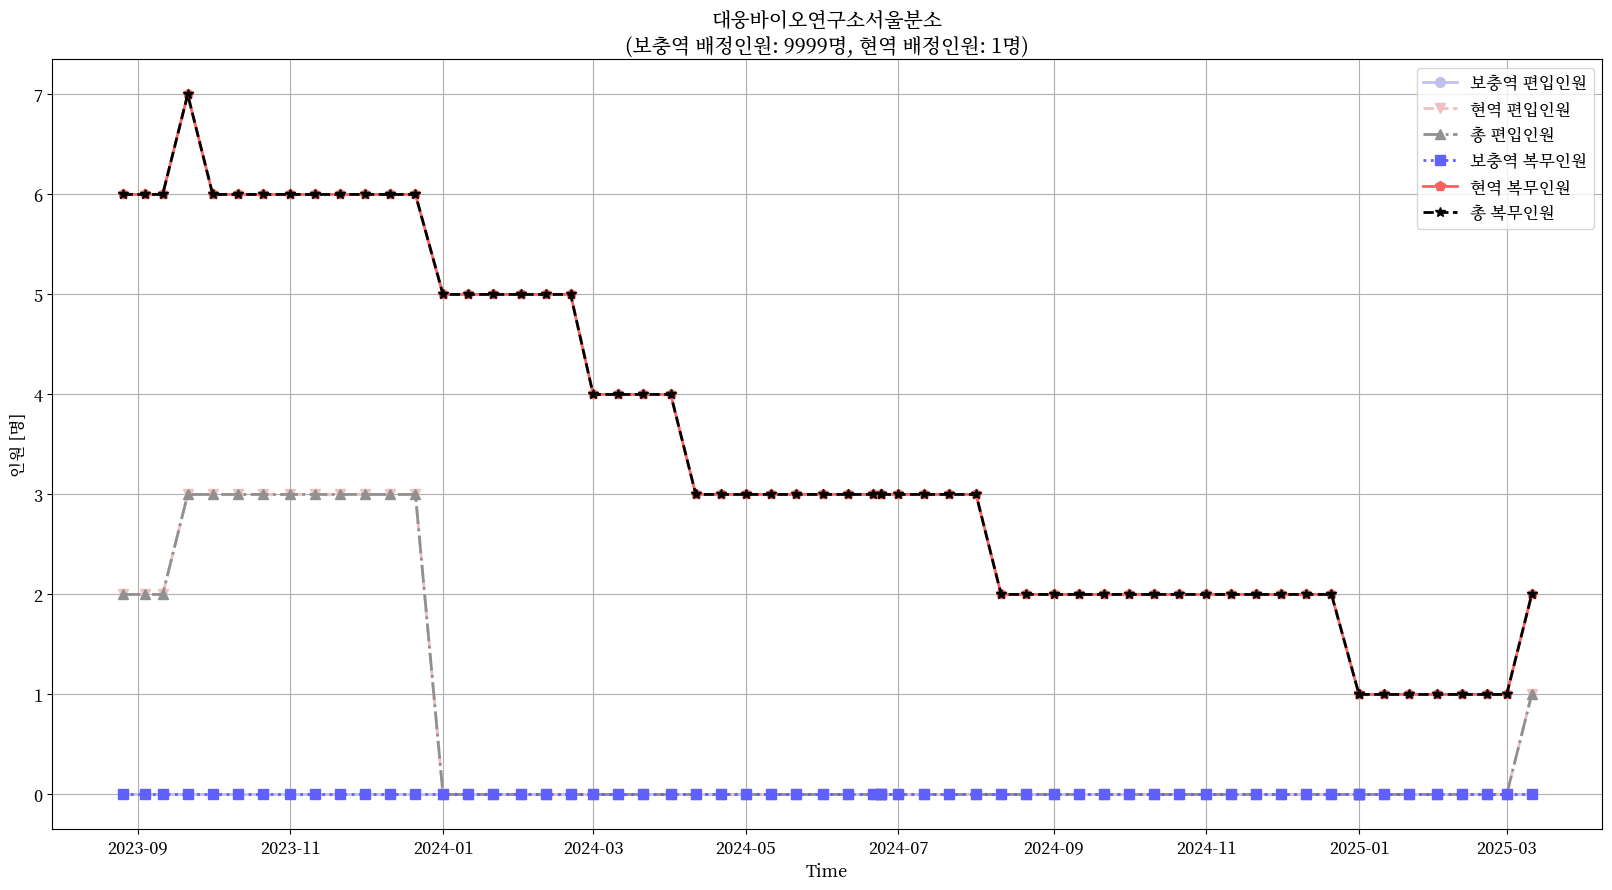 대웅바이오연구소서울분소
(보충역 배정인원: 9999명, 현역 배정인원: 1명)
보충역 편입인원
현역 편입인원
총 편입인원
보충역 복무인원
현역 복무인원
총 복무인원
인원 [명]
7
6
5
4
3
2
1
0
2023-09
2023-11
2024-01
2024-03
2024-05
2024-07
2024-09
2024-11
2025-01
2025-03
Time